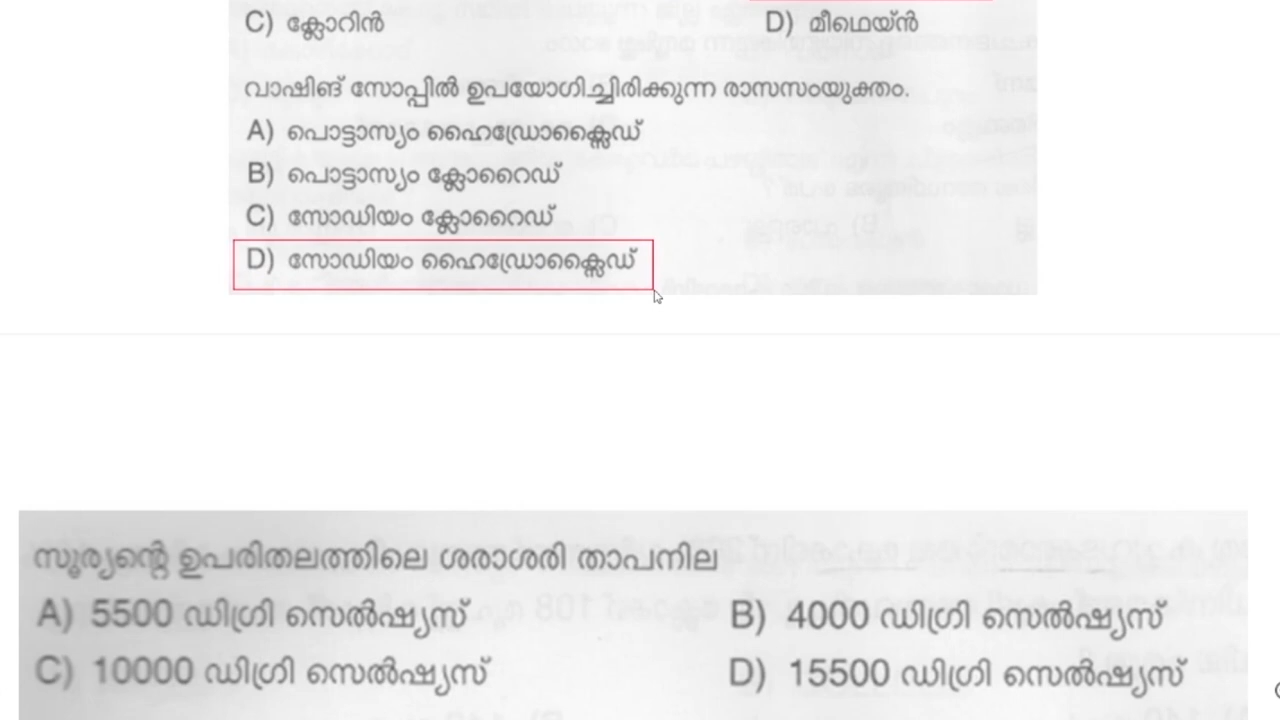 C) ക്ലോറിൻ D) മീഥെയ്ൻ
വാഷിങ് സോപ്പിൽ ഉപയോഗിച്ചിരിക്കുന്ന രാസസംയുക്തം.
A) പൊട്ടാസ്യം ഹൈഡ്രോക്സൈഡ്
B) പൊട്ടാസ്യം ക്ലോറൈഡ്
C) സോഡിയം ക്ലോറൈഡ്
D) സോഡിയം ഹൈഡ്രോക്സൈഡ്
സൂര്യന്റെ ഉപരിതലത്തിലെ ശരാശരി താപനില
A) 5500 ഡിഗ്രി സെൽഷ്യസ് B) 4000 ഡിഗ്രി സെൽഷ്യസ്
C) 10000 ഡിഗ്രി സെൽഷ്യസ് D) 15500 ഡിഗ്രി സെൽഷ്യസ്